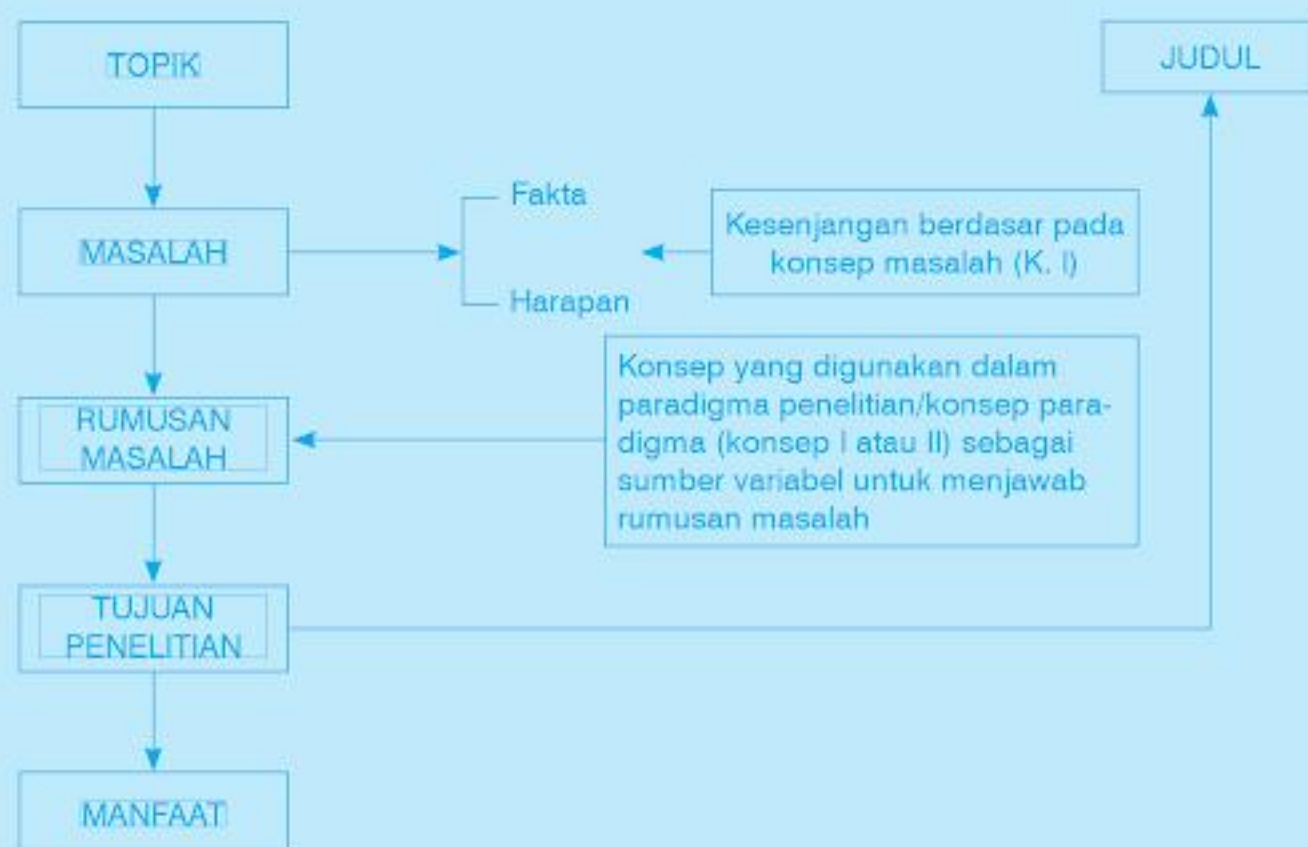 TOPIK
JUDUL
MASALAH
Fakta
Harapan
Kesenjangan berdasar pada
konsep masalah (K. I)
RUMUSAN
MASALAH
Konsep yang digunakan dalam
paradigma penelitian/konsep para-
digma (konsep I atau II) sebagai
sumber variabel untuk menjawab
rumusan masalah
TUJUAN
PENELITIAN
MANFAAT